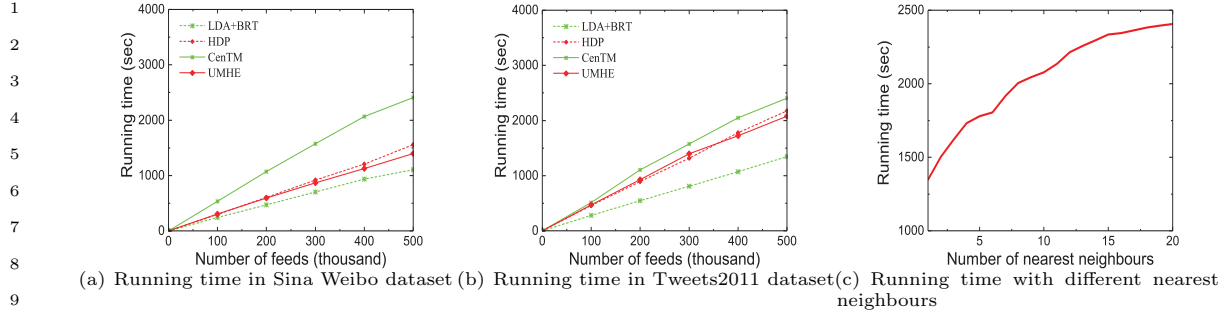 1
2
3
4
5
6
7
8
9
4000
3000
2000
1000
0
Running time (sec)
LDA+BRT
HDP
CenTM
UMHE
0 100 200 300 400 500
Number of feeds (thousand)
(a) Running time in Sina Weibo dataset
4000
3000
2000
1000
0
Running time (sec)
LDA+BRT
HDP
CenTM
UMHE
0 100 200 300 400 500
Number of feeds (thousand)
(b) Running time in Tweets2011 dataset
2500
2000
1500
1000
Running time (sec)
5 10 15 20
Number of nearest neighbours
(c) Running time with different nearest
neighbours